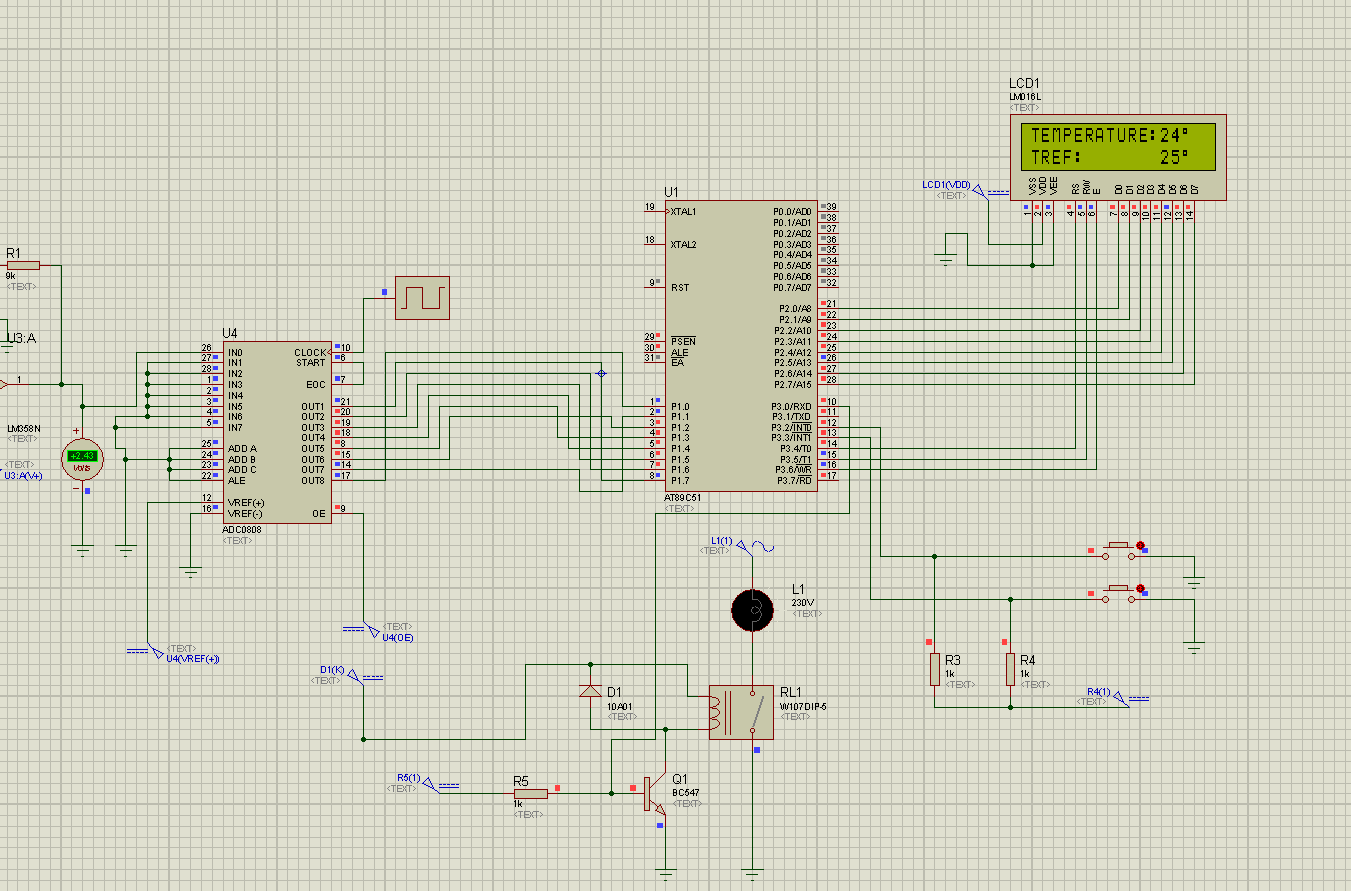 LCD1
LM016L
<TEXT>
TEMPERATURE:24°
TREF: 25°
LCD1(VDD)
<TEXT>
VSS
VDD
VEE
RS
RW
E
D0
D1
D2
D3
D4
D5
D6
D7
1
2
3
4
5
6
7
8
9
10
11
12
13
14
U1
19 XTAL1
18 XTAL2
9 RST
29 PSEN
30 ALE
31 EA
1 P1.0
2 P1.1
3 P1.2
4 P1.3
5 P1.4
6 P1.5
7 P1.6
8 P1.7
P0.0/AD0 39
P0.1/AD1 38
P0.2/AD2 37
P0.3/AD3 36
P0.4/AD4 35
P0.5/AD5 34
P0.6/AD6 33
P0.7/AD7 32
P2.0/A8 21
P2.1/A9 22
P2.2/A10 23
P2.3/A11 24
P2.4/A12 25
P2.5/A13 26
P2.6/A14 27
P2.7/A15 28
P3.0/RXD 10
P3.1/TXD 11
P3.2/INT0 12
P3.3/INT1 13
P3.4/T0 14
P3.5/T1 15
P3.6/WR 16
P3.7/RD 17
AT89C51
<TEXT>
R1
9k
<TEXT>
U3:A
1
LM358N
<TEXT>
<TEXT>
U3:A(V+)
+2.43
Volts
U4
26 IN0
27 IN1
28 IN2
1 IN3
2 IN4
3 IN5
4 IN6
5 IN7
25 ADD A
24 ADD B
23 ADD C
22 ALE
12 VREF(+)
16 VREF(-)
CLOCK 10
START 6
EOC 7
OUT1 21
OUT2 20
OUT3 19
OUT4 18
OUT5 8
OUT6 15
OUT7 14
OUT8 17
OE 9
ADC0808
<TEXT>
<TEXT>
U4(VREF(+))
<TEXT>
U4(OE)
L1(1)
<TEXT>
L1
230V
<TEXT>
D1(K)
<TEXT>
D1
10A01
<TEXT>
RL1
W107DIP-5
<TEXT>
R3
1k
<TEXT>
R4
1k
<TEXT>
R4(1)
<TEXT>
R5(1)
<TEXT>
R5
1k
<TEXT>
Q1
BC547
<TEXT>